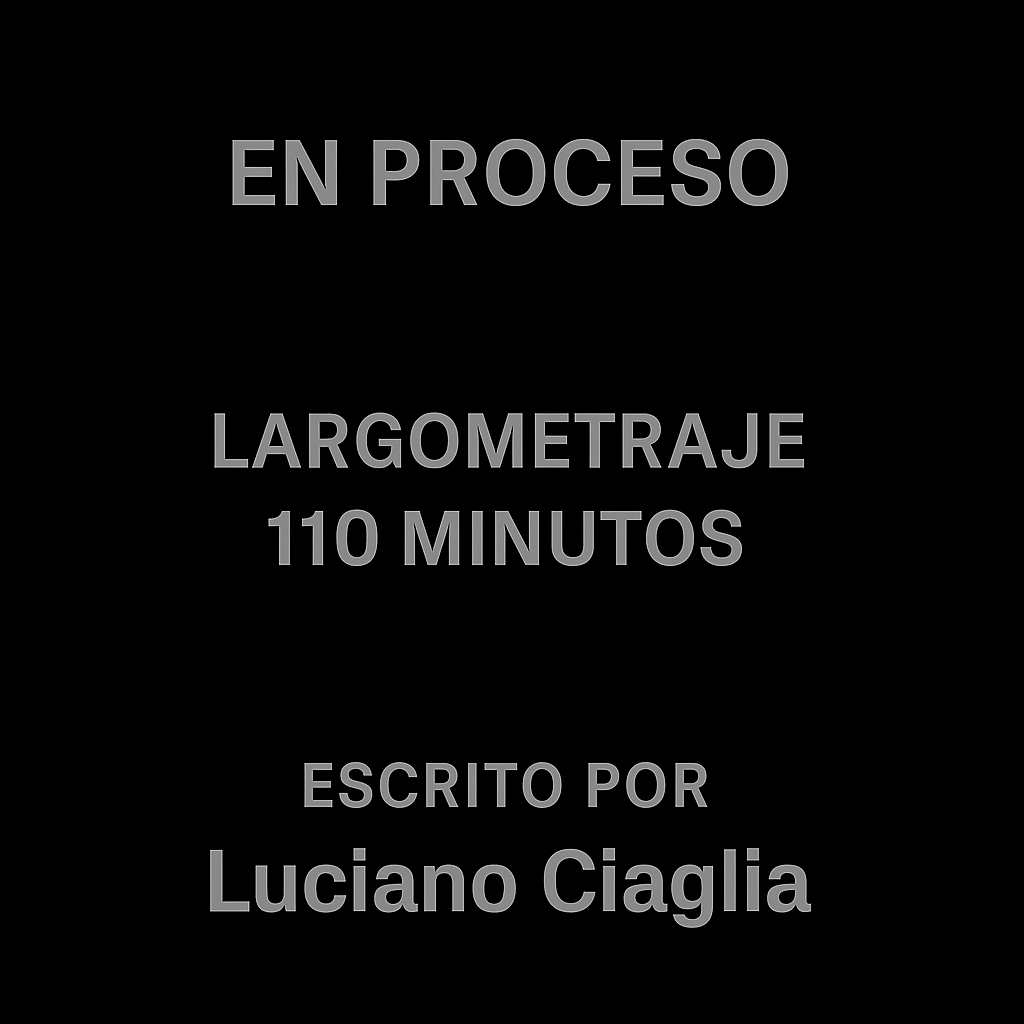 EN PROCESO
LARGOMETRAJE
110 MINUTOS
ESCRITO POR
Luciano Ciaglia